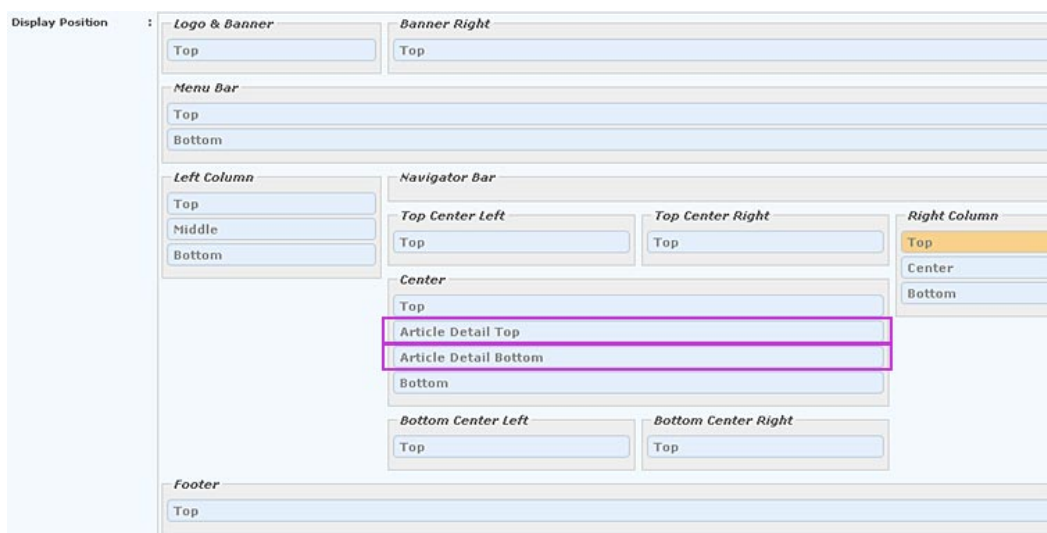 Display Position :
Logo & Banner
Top
Banner Right
Top
Menu Bar
Top
Bottom
Left Column
Top
Middle
Bottom
Navigator Bar
Top Center Left
Top
Top Center Right
Top
Right Column
Top
Center
Bottom
Center
Top
Article Detail Top
Article Detail Bottom
Bottom
Bottom Center Left
Top
Bottom Center Right
Top
Footer
Top